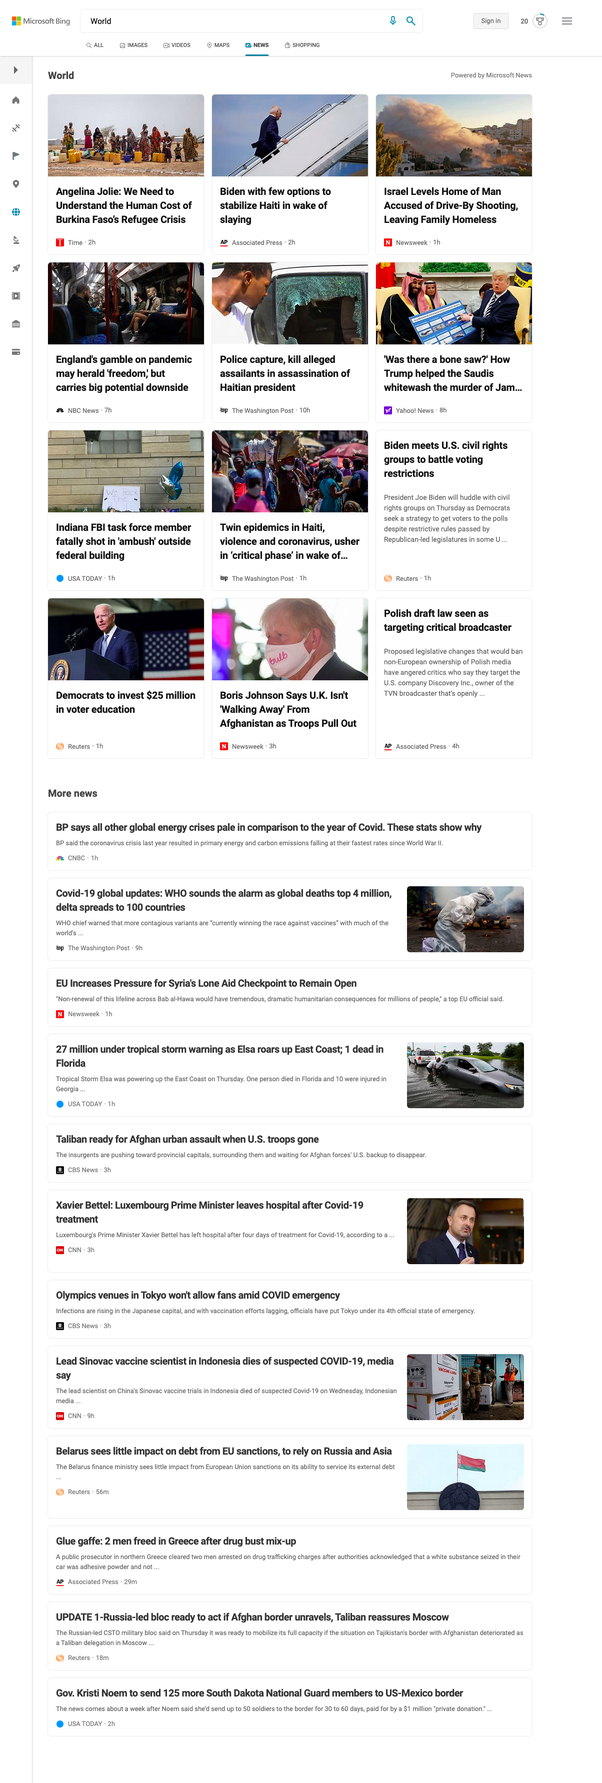 Microsoft Bing
World
Sign in
20
ALL
IMAGES
VIDEOS
MAPS
NEWS
SHOPPING
World
Powered by Microsoft News
Angelina Jolie: We Need to
Understand the Human Cost of
Burkina Faso's Refugee Crisis
Time · 2h
Biden with few options to
stabilize Haiti in wake of
slaying
AP Associated Press · 2h
Israel Levels Home of Man
Accused of Drive-By Shooting,
Leaving Family Homeless
N Newsweek · 1h
England's gamble on pandemic
may herald 'freedom,' but
carries big potential downside
NBC News · 7h
Police capture, kill alleged
assailants in assassination of
Haitian president
wp The Washington Post · 10h
'Was there a bone saw?' How
Trump helped the Saudis
whitewash the murder of Jam...
Yahoo! News · 8h
Indiana FBI task force member
fatally shot in 'ambush' outside
federal building
USA TODAY · 1h
Twin epidemics in Haiti,
violence and coronavirus, usher
in 'critical phase' in wake of...
wp The Washington Post · 1h
Biden meets U.S. civil rights
groups to battle voting
restrictions
President Joe Biden will huddle with civil
rights groups on Thursday as Democrats
seek a strategy to get voters to the polls
despite restrictive rules passed by
Republican-led legislatures in some U ...
Reuters · 1h
Democrats to invest $25 million
in voter education
Reuters · 1h
Boris Johnson Says U.K. Isn't
'Walking Away' From
Afghanistan as Troops Pull Out
N Newsweek · 3h
Polish draft law seen as
targeting critical broadcaster
Proposed legislative changes that would ban
non-European ownership of Polish media
have angered critics who say they target the
U.S. company Discovery Inc., owner of the
TVN broadcaster that's openly ...
AP Associated Press · 4h
More news
BP says all other global energy crises pale in comparison to the year of Covid. These stats show why
BP said the coronavirus crisis last year resulted in primary energy and carbon emissions falling at their fastest rates since World War II.
CNBC · 1h
Covid-19 global updates: WHO sounds the alarm as global deaths top 4 million,
delta spreads to 100 countries
WHO chief warned that more contagious variants are "currently winning the race against vaccines" with much of the
world's ...
wp The Washington Post · 9h
EU Increases Pressure for Syria's Lone Aid Checkpoint to Remain Open
"Non-renewal of this lifeline across Bab al-Hawa would have tremendous, dramatic humanitarian consequences for millions of people," a top EU official said.
N Newsweek · 1h
27 million under tropical storm warning as Elsa roars up East Coast; 1 dead in
Florida
Tropical Storm Elsa was powering up the East Coast on Thursday. One person died in Florida and 10 were injured in
Georgia ...
USA TODAY · 1h
Taliban ready for Afghan urban assault when U.S. troops gone
The insurgents are pushing toward provincial capitals, surrounding them and waiting for Afghan forces' U.S. backup to disappear.
CBS News · 3h
Xavier Bettel: Luxembourg Prime Minister leaves hospital after Covid-19
treatment
Luxembourg's Prime Minister Xavier Bettel has left hospital after four days of treatment for Covid-19, according to a ...
CNN · 3h
Olympics venues in Tokyo won't allow fans amid COVID emergency
Infections are rising in the Japanese capital, and with vaccination efforts lagging, officials have put Tokyo under its 4th official state of emergency.
CBS News · 3h
Lead Sinovac vaccine scientist in Indonesia dies of suspected COVID-19, media
say
The lead scientist on China's Sinovac vaccine trials in Indonesia died of suspected Covid-19 on Wednesday, Indonesian
media ...
CNN · 9h
Belarus sees little impact on debt from EU sanctions, to rely on Russia and Asia
The Belarus finance ministry sees little impact from European Union sanctions on its ability to service its external debt
...
Reuters · 56m
Glue gaffe: 2 men freed in Greece after drug bust mix-up
A public prosecutor in northern Greece cleared two men arrested on drug trafficking charges after authorities acknowledged that a white substance seized in their
car was adhesive powder and not ...
AP Associated Press · 29m
UPDATE 1-Russia-led bloc ready to act if Afghan border unravels, Taliban reassures Moscow
The Russian-led CSTO military bloc said on Thursday it was ready to mobilize its full capacity if the situation on Tajikistan's border with Afghanistan deteriorated as
a Taliban delegation in Moscow ...
Reuters · 18m
Gov. Kristi Noem to send 125 more South Dakota National Guard members to US-Mexico border
The news comes about a week after Noem said she'd send up to 50 soldiers to the border for 30 to 60 days, paid for by a $1 million "private donation." ...
USA TODAY · 2h